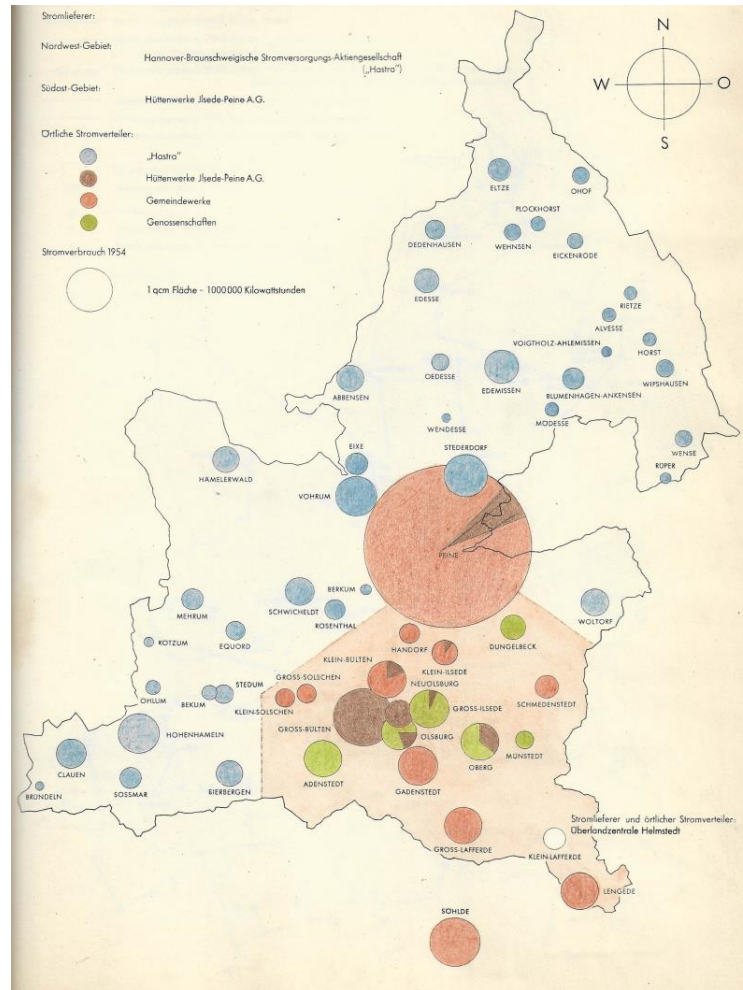 Stromlieferer:
Nordwest-Gebiet:
Hannover-Braunschweigische Stromversorgungs-Aktiengesellschaft
(„Hastra")
Südost-Gebiet:
Hüttenwerke Jlsede-Peine A.G.
Örtliche Stromverteiler:
„Hastra"
Hüttenwerke Jlsede-Peine A.G.
Gemeindewerke
Genossenschaften
Stromverbrauch 1954
1 qcm Fläche – 1000000 Kilowattstunden
N
W
O
S
ELTZE
OHOF
PLOCKHORST
DEDENHAUSEN
WEHNSEN
EICKENRODE
EDESSE
RIETZE
ALVESSE
VOIGTHOLZ-AHLEMISSEN
HORST
OEDESSE
EDEMISSEN
WIPSHAUSEN
ABBENSEN
BLUMENHAGEN-ANKENSEN
MÖDESSE
WENDESSE
EIXE
STEDERDORF
WENSE
HÄMELERWALD
RÜPER
VÖHRUM
PEINE
BERKUM
MEHRUM
SCHWICHELDT
ROSENTHAL
WOLTORF
EQUORD
RÖTZUM
HANDORF
DUNGELBECK
KLEIN-BÜLTEN
KLEIN-ILSEDE
GROSS-SOLSCHEN
NEUÖLSBURG
STEDUM
OHLUM
BEKUM
KLEIN-SOLSCHEN
SCHMEDENSTEDT
GROSS-ILSEDE
GROSS-BÜLTEN
ÖLSBURG
HOHENHAMELN
MÜNSTEDT
OBERG
CLAUEN
ADENSTEDT
GADENSTEDT
BRÜNDELN
SOSSMAR
BIERBERGEN
Stromlieferer und örtlicher Stromverteiler:
Überlandzentrale Helmstedt
GROSS-LAFFERDE
KLEIN-LAFFERDE
LENGEDE
SÖHLDE